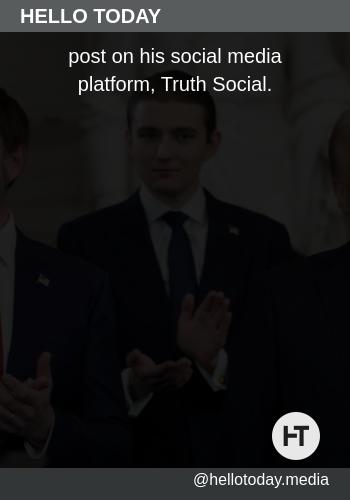 HELLO TODAY
post on his social media
platform, Truth Social.
HT
@hellotoday.media